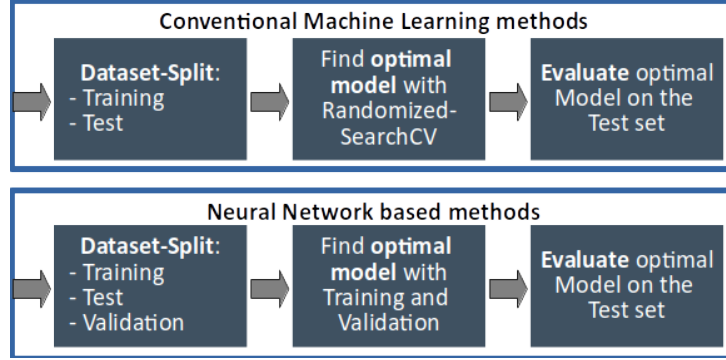 Conventional Machine Learning methods
Dataset-Split:
- Training
- Test
Find optimal
model with
Randomized-
SearchCV
Evaluate optimal
Model on the
Test set
Neural Network based methods
Dataset-Split:
- Training
- Test
- Validation
Find optimal
model with
Training and
Validation
Evaluate optimal
Model on the
Test set